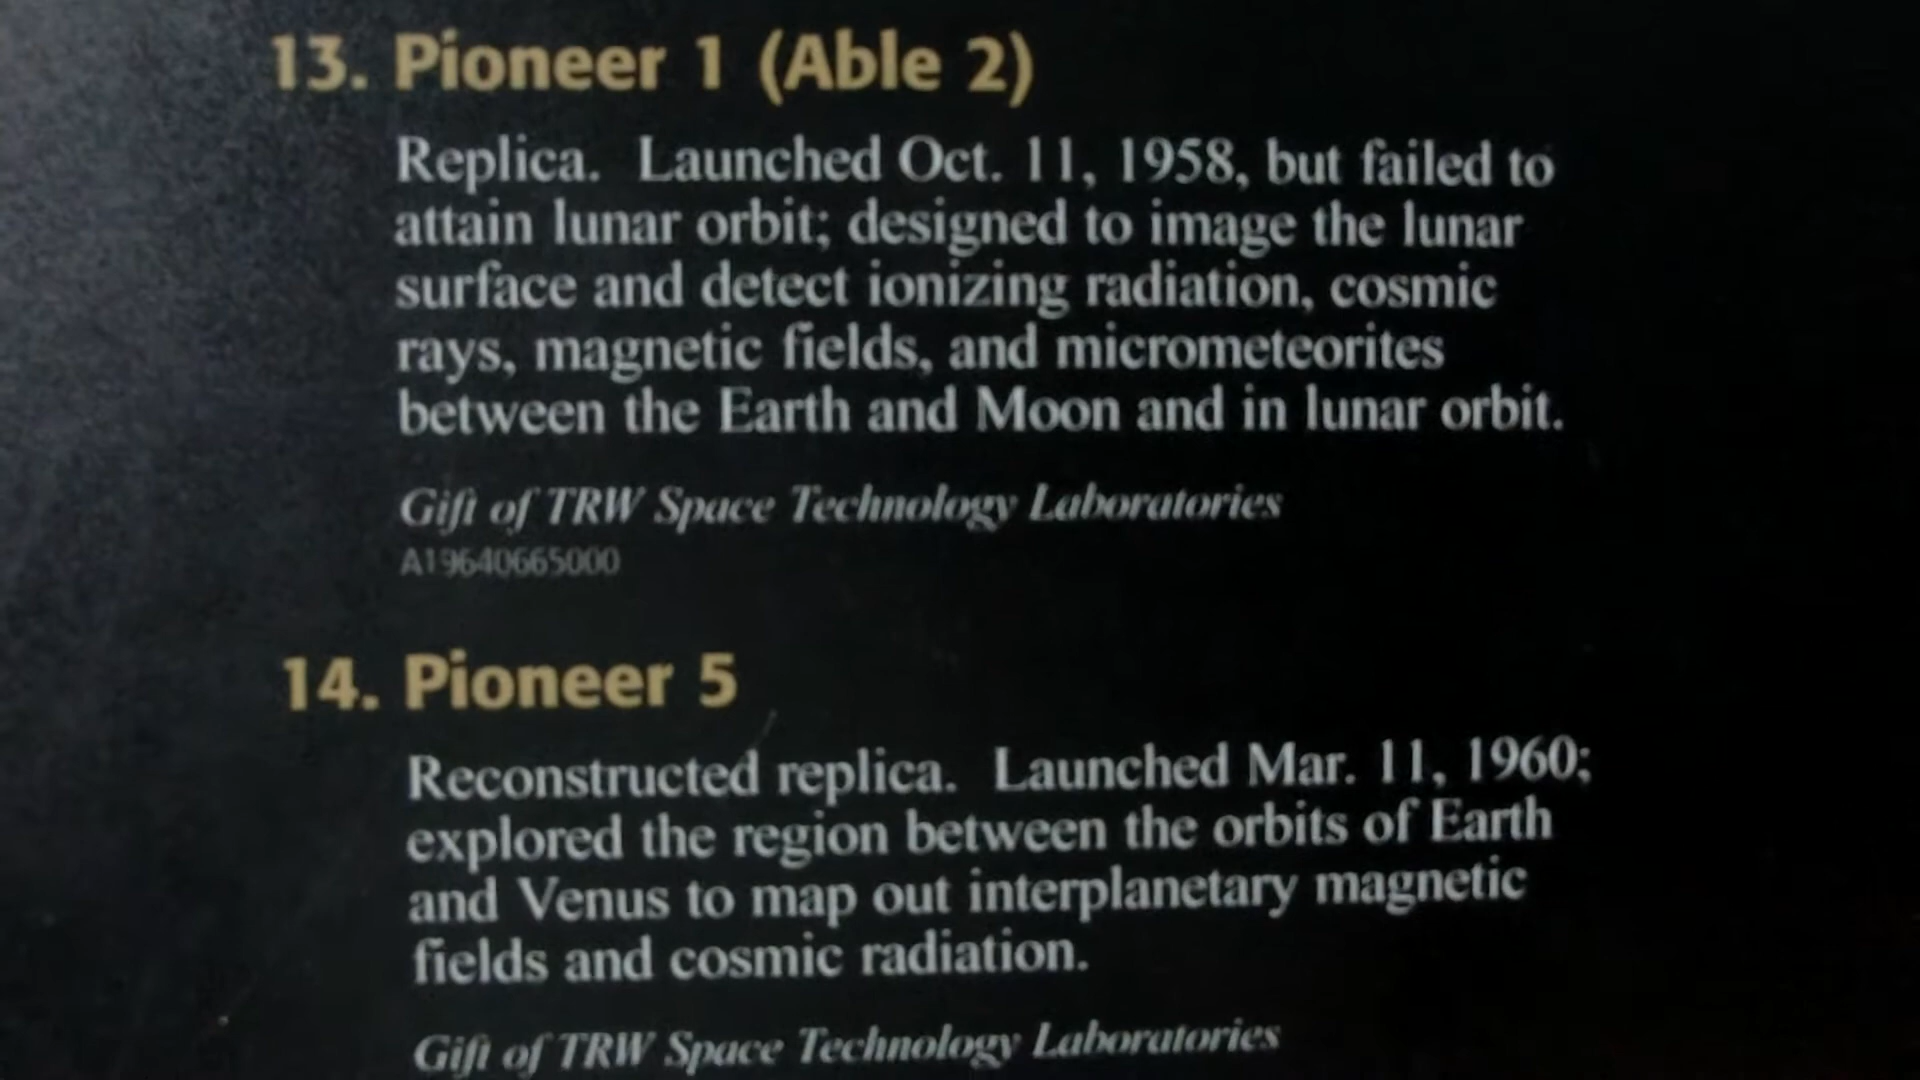 13. Pioneer 1 (Able 2)
Replica. Launched Oct. 11, 1958, but failed to
attain lunar orbit; designed to image the lunar
surface and detect ionizing radiation, cosmic
rays, magnetic fields, and micrometeorites
between the Earth and Moon and in lunar orbit.
Gift of TRW Space Technology Laboratories
A19640665000
14. Pioneer 5
Reconstructed replica. Launched Mar. 11, 1960;
explored the region between the orbits of Earth
and Venus to map out interplanetary magnetic
fields and cosmic radiation.
Gift of TRW Space Technology Laboratories